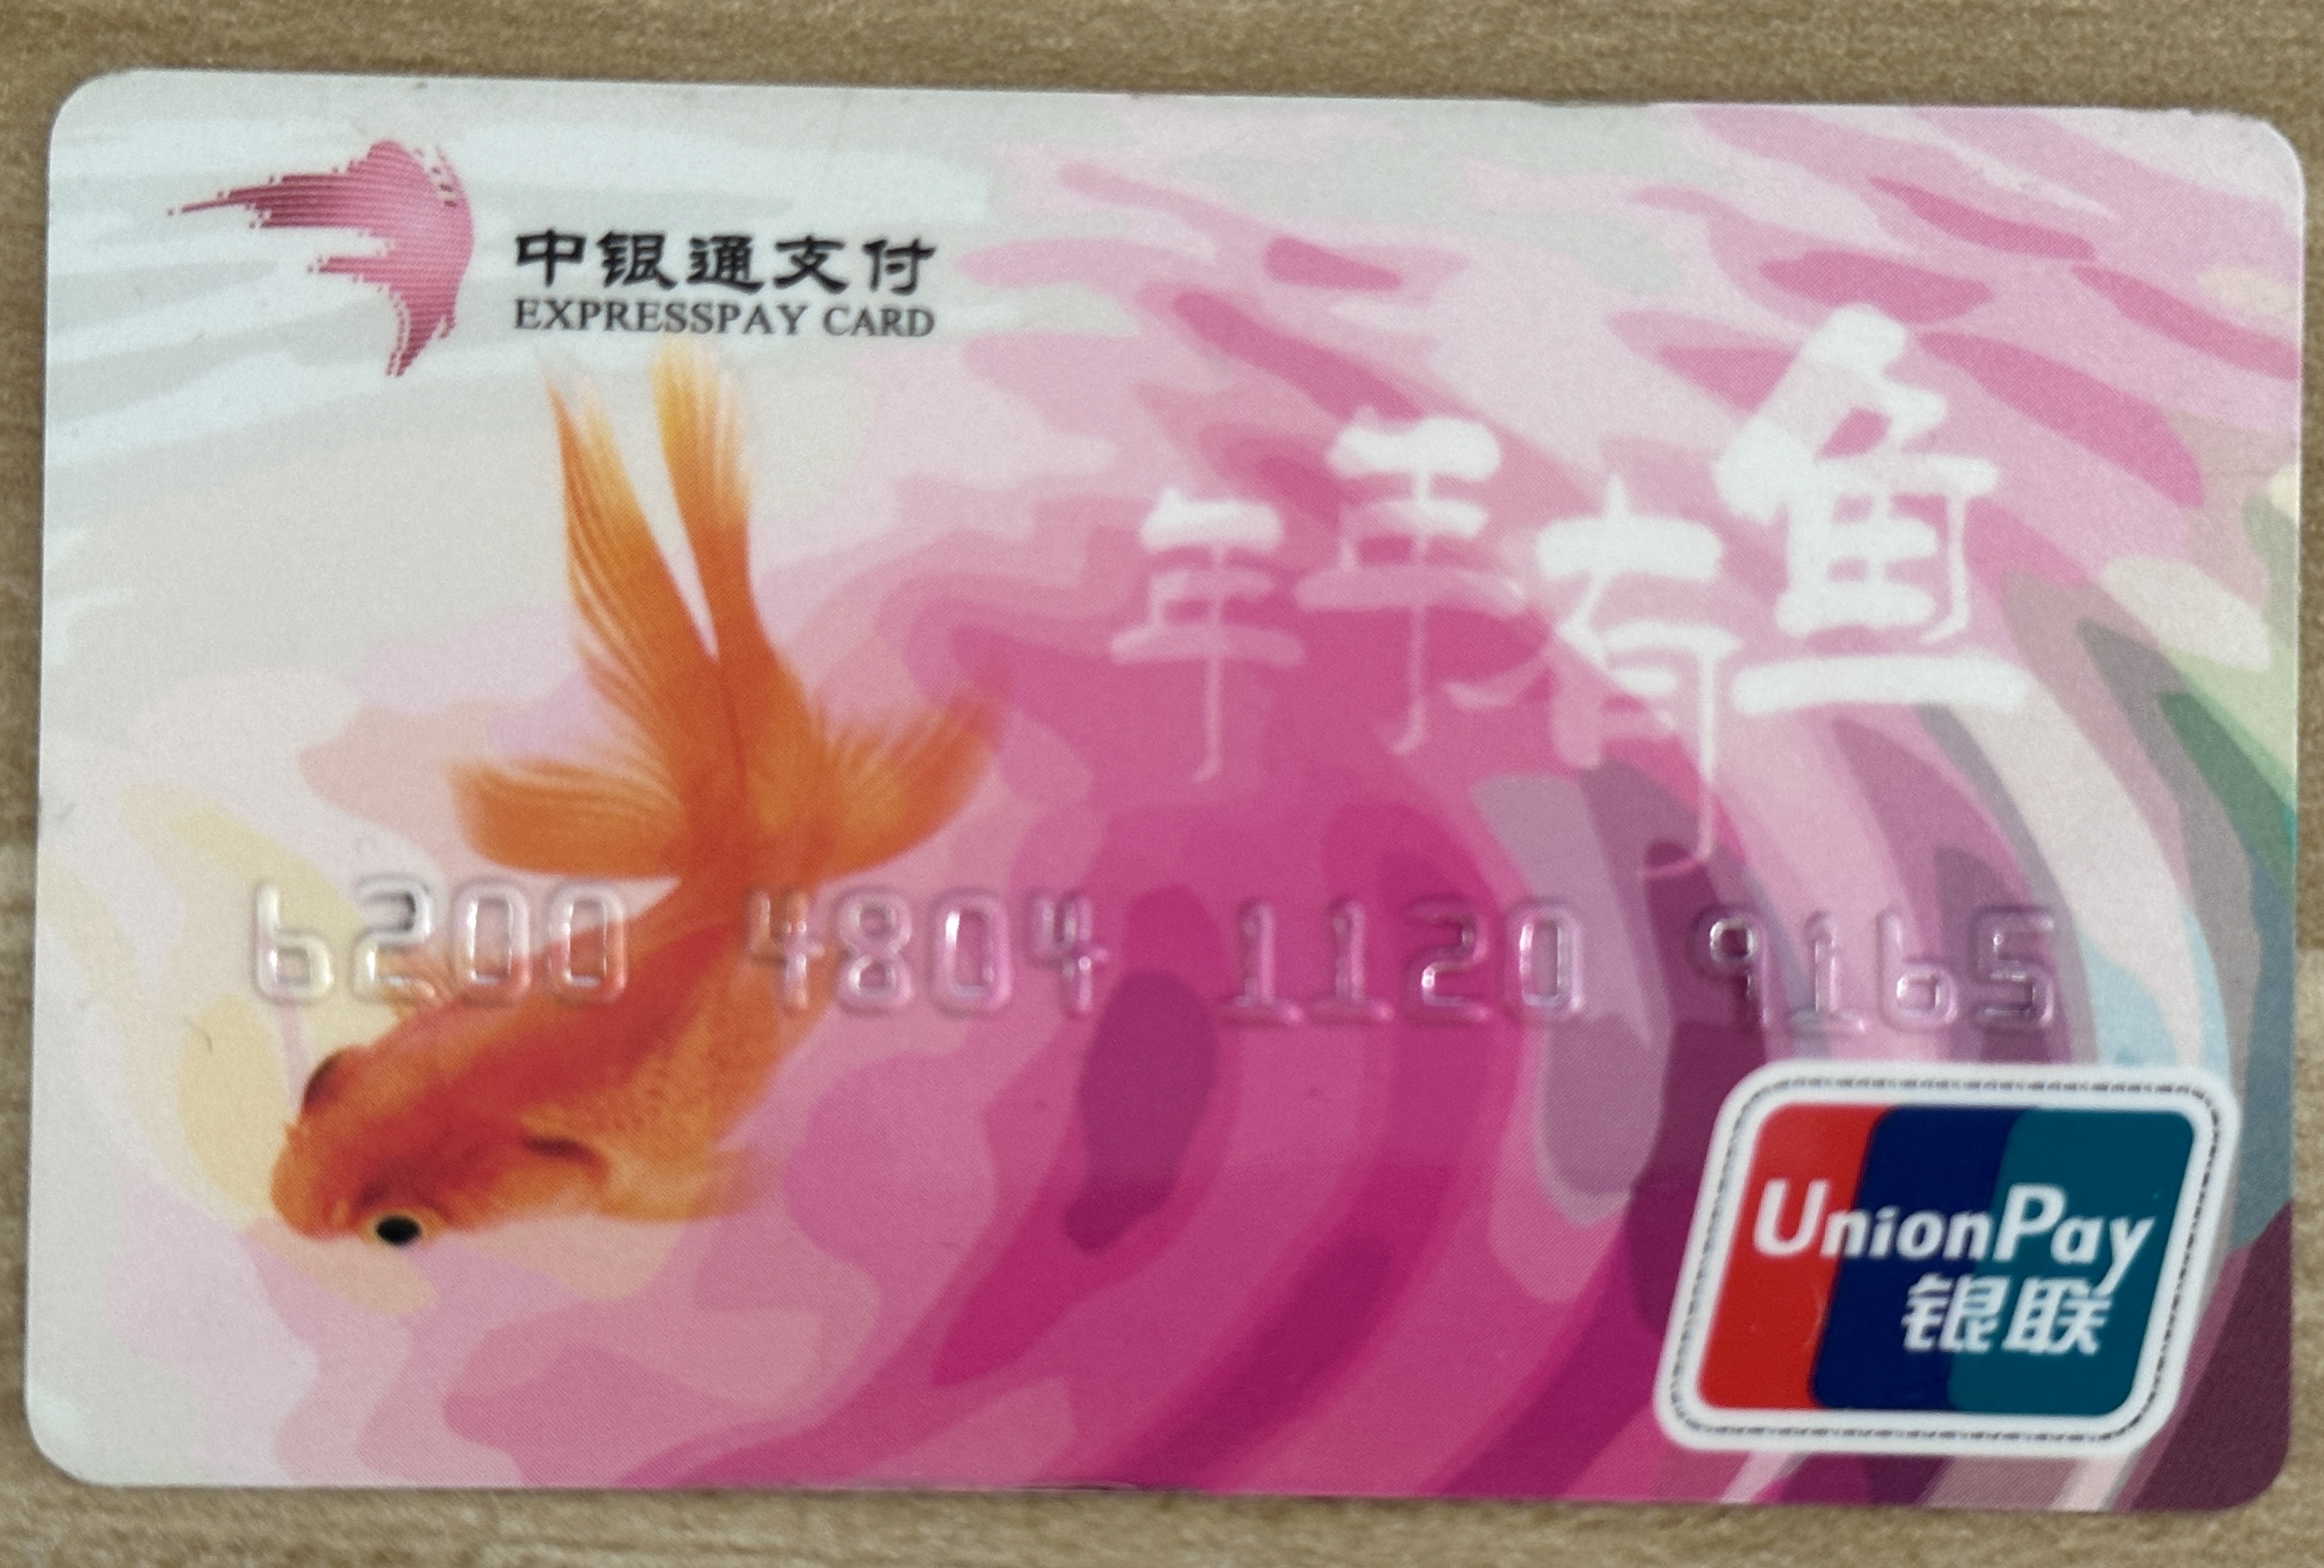 中银通支付
EXPRESSPAY CARD
年年有鱼
6200 4804 1120 9165
UnionPay
银联